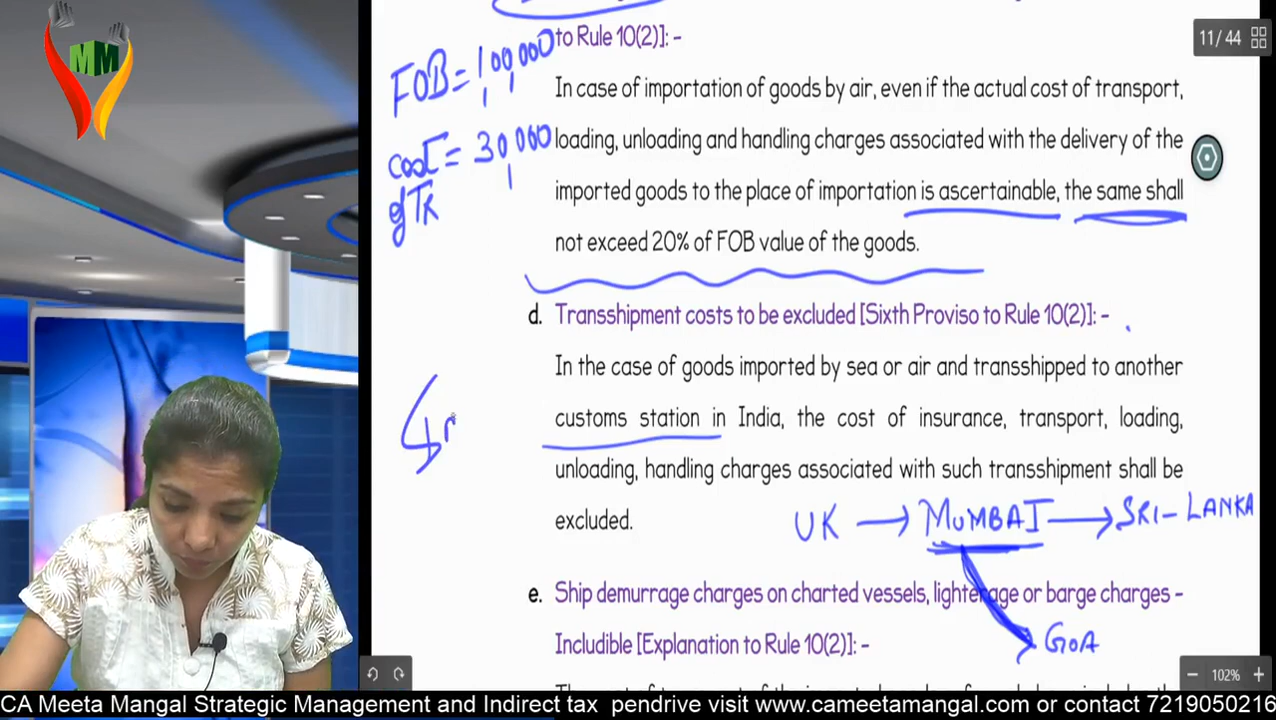 MM
11/44
to Rule 10(2)]: -
FOB = 1,00,000
In case of importation of goods by air, even if the actual cost of transport,
cost = 30,000
of TR
loading, unloading and handling charges associated with the delivery of the
imported goods to the place of importation is ascertainable, the same shall
not exceed 20% of FOB value of the goods.
d. Transshipment costs to be excluded [Sixth Proviso to Rule 10(2)]: -
In the case of goods imported by sea or air and transshipped to another
customs station in India, the cost of insurance, transport, loading,
unloading, handling charges associated with such transshipment shall be
excluded.
UK → MUMBAI → SRI-LANKA
e. Ship demurrage charges on charted vessels, lighterage or barge charges -
Includible [Explanation to Rule 10(2)]: -
GOA
102%
CA Meeta Mangal Strategic Management and Indirect tax pendrive visit www.cameetamangal.com or contact 7219050216